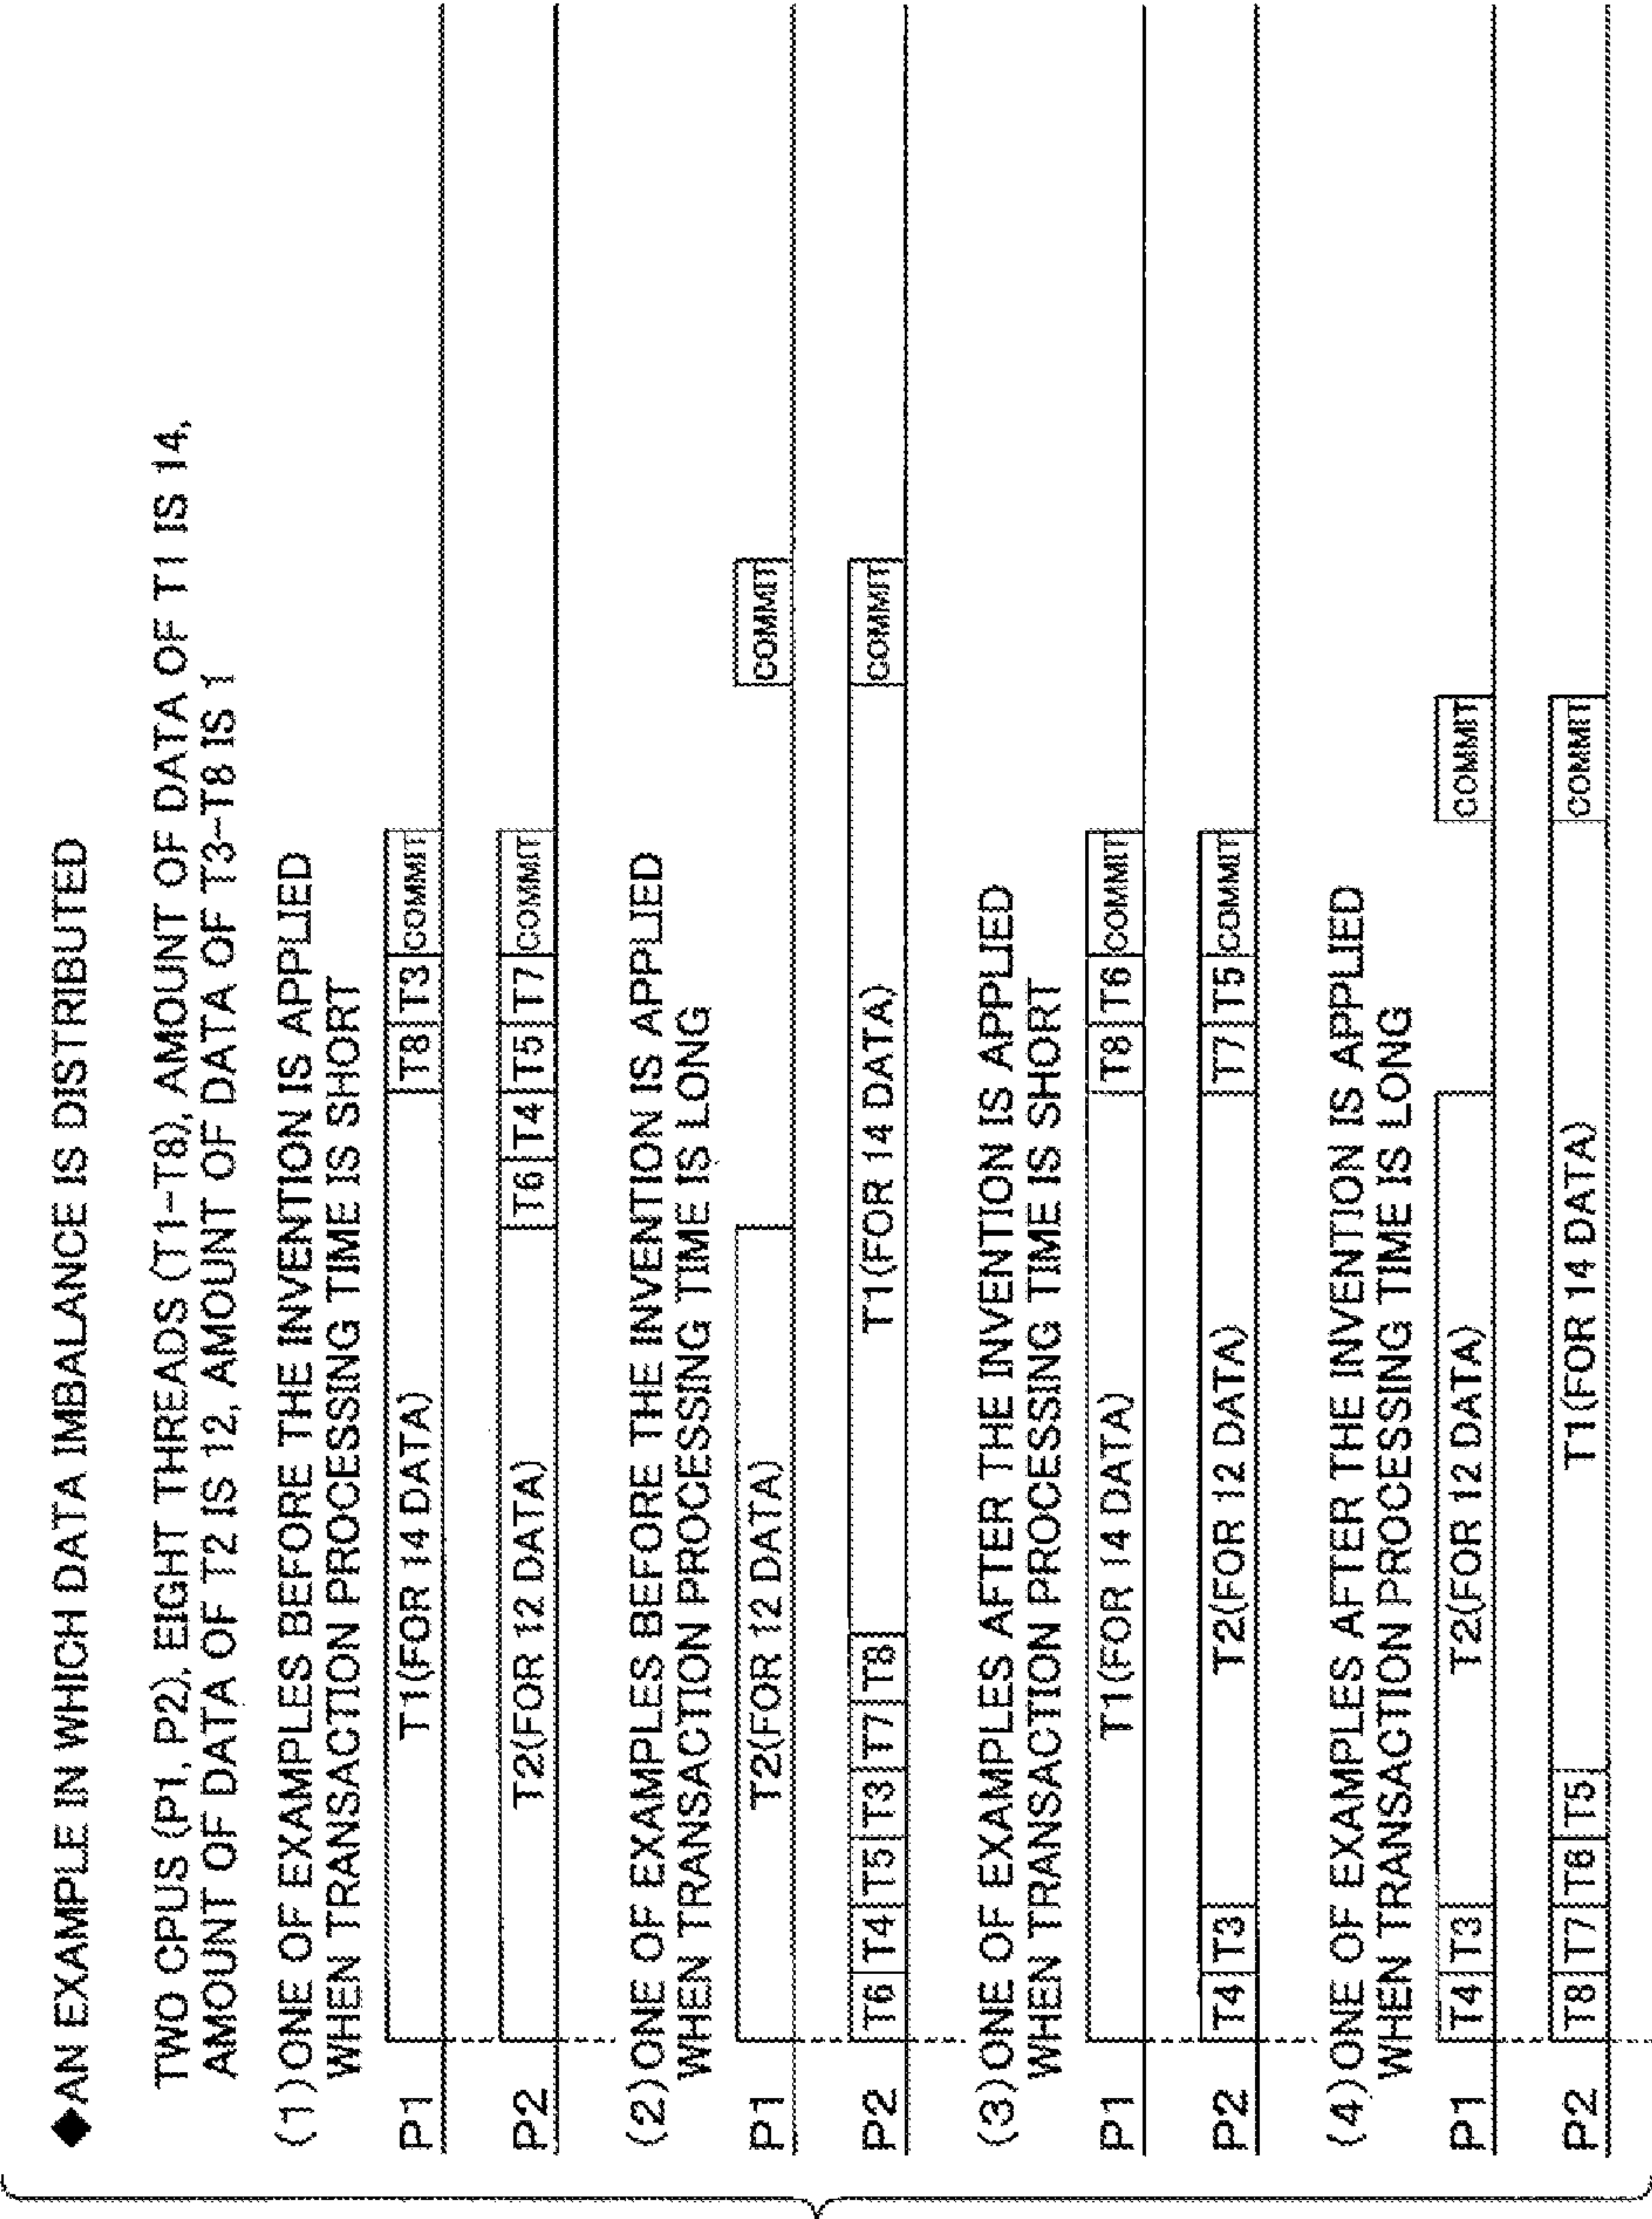 ◆AN EXAMPLE IN WHICH DATA IMBALANCE IS DISTRIBUTED
TWO CPUS (P1, P2), EIGHT THREADS (T1-T8), AMOUNT OF DATA OF T1 IS 14,
AMOUNT OF DATA OF T2 IS 12, AMOUNT OF DATA OF T3-T8 IS 1
(1)ONE OF EXAMPLES BEFORE THE INVENTION IS APPLIED
WHEN TRANSACTION PROCESSING TIME IS SHORT
P1 T1(FOR 14 DATA) T8 T3 COMMIT
P2 T2(FOR 12 DATA) T6 T4 T5 T7 COMMIT
(2)ONE OF EXAMPLES BEFORE THE INVENTION IS APPLIED
WHEN TRANSACTION PROCESSING TIME IS LONG
P1 T2(FOR 12 DATA) COMMIT
P2 T6 T4 T5 T3 T7 T8 T1(FOR 14 DATA) COMMIT
(3)ONE OF EXAMPLES AFTER THE INVENTION IS APPLIED
WHEN TRANSACTION PROCESSING TIME IS SHORT
P1 T1(FOR 14 DATA) T8 T6 COMMIT
P2 T4 T3 T2(FOR 12 DATA) T7 T5 COMMIT
(4)ONE OF EXAMPLES AFTER THE INVENTION IS APPLIED
WHEN TRANSACTION PROCESSING TIME IS LONG
P1 T4 T3 T2(FOR 12 DATA) COMMIT
P2 T8 T7 T6 T5 T1(FOR 14 DATA) COMMIT